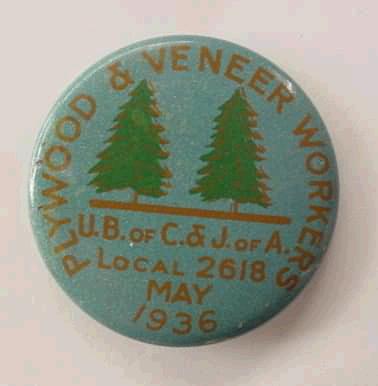 PLYWOOD & VENEER WORKERS
U.B. OF C. & J. OF A.
LOCAL 2618
MAY
1936